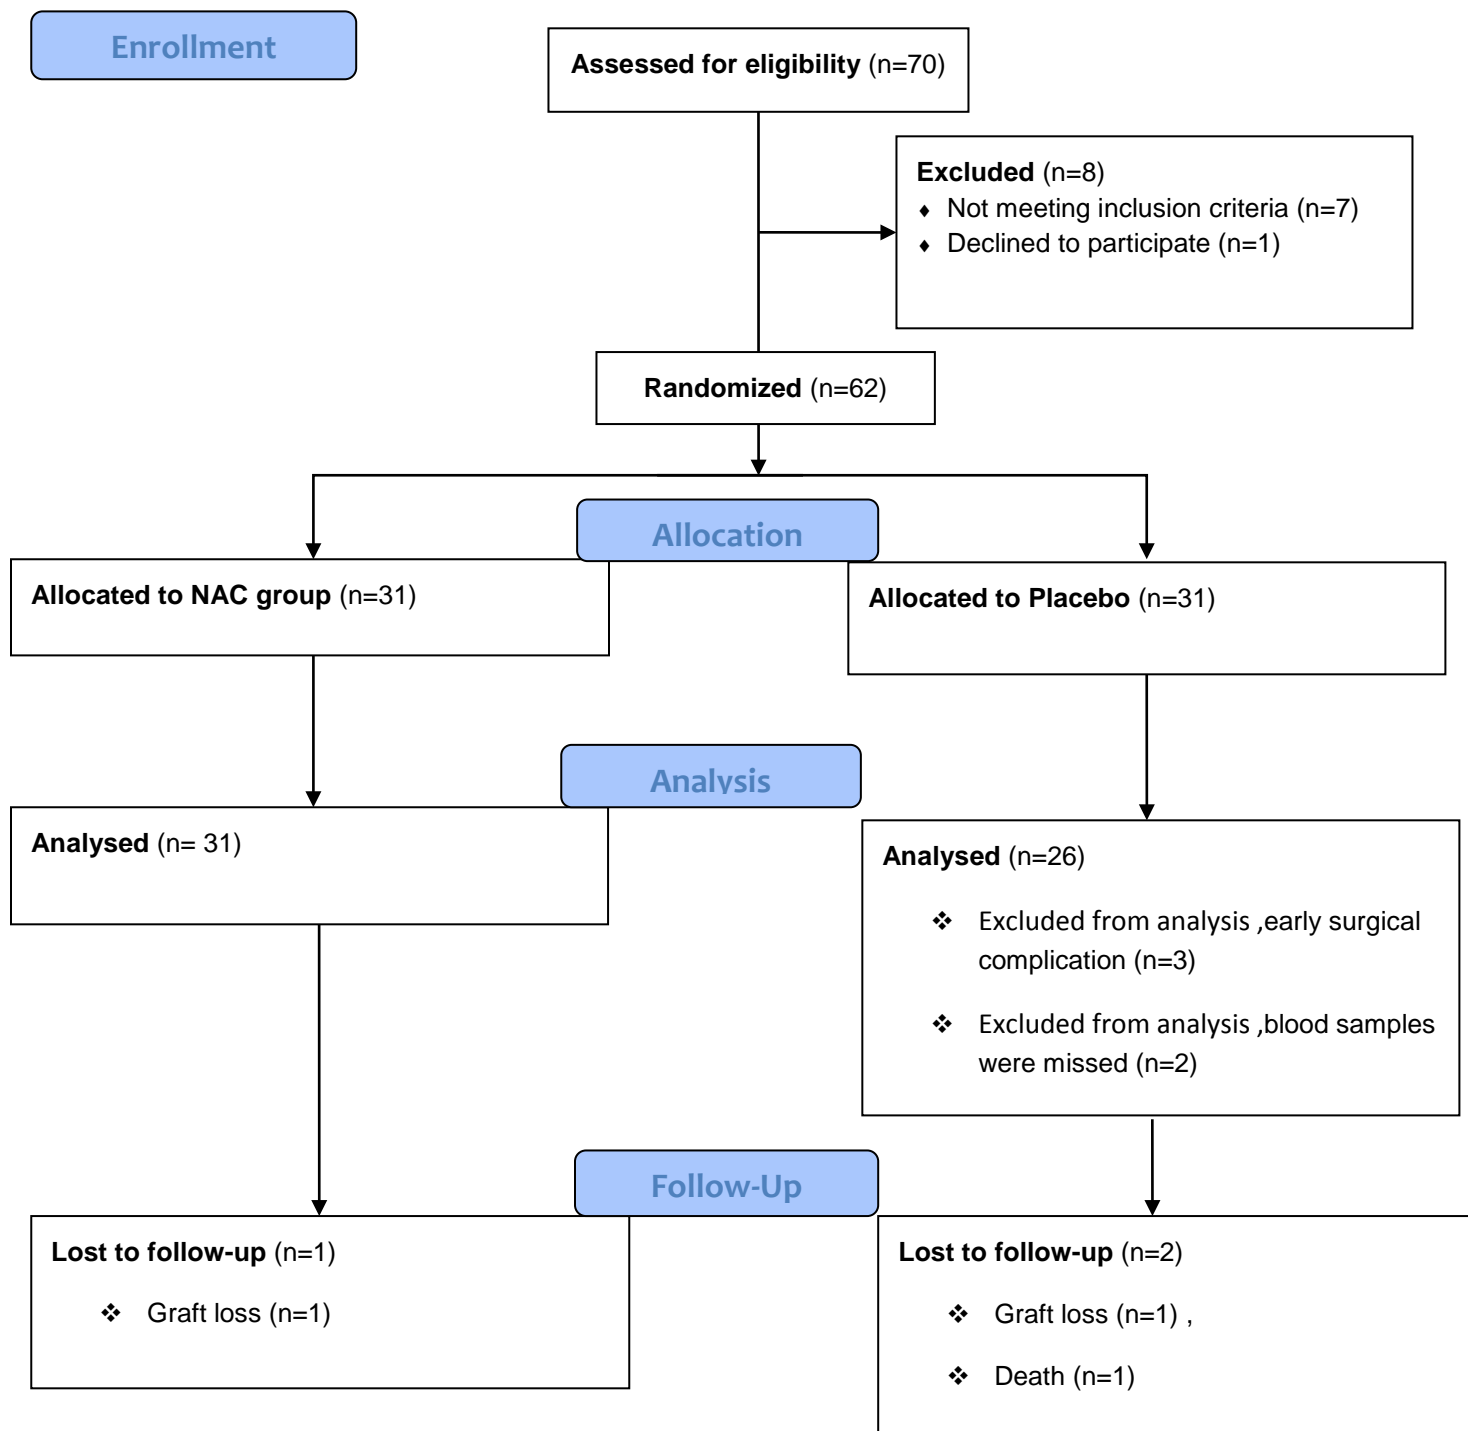 Enrollment
Assessed for eligibility (n=70)
Excluded (n=8)
♦ Not meeting inclusion criteria (n=7)
♦ Declined to participate (n=1)
Randomized (n=62)
Allocation
Allocated to NAC group (n=31)
Allocated to Placebo (n=31)
Analysis
Analysed (n= 31)
Analysed (n=26)
❖ Excluded from analysis ,early surgical
complication (n=3)
❖ Excluded from analysis ,blood samples
were missed (n=2)
Follow-Up
Lost to follow-up (n=1)
❖ Graft loss (n=1)
Lost to follow-up (n=2)
❖ Graft loss (n=1) ,
❖ Death (n=1)